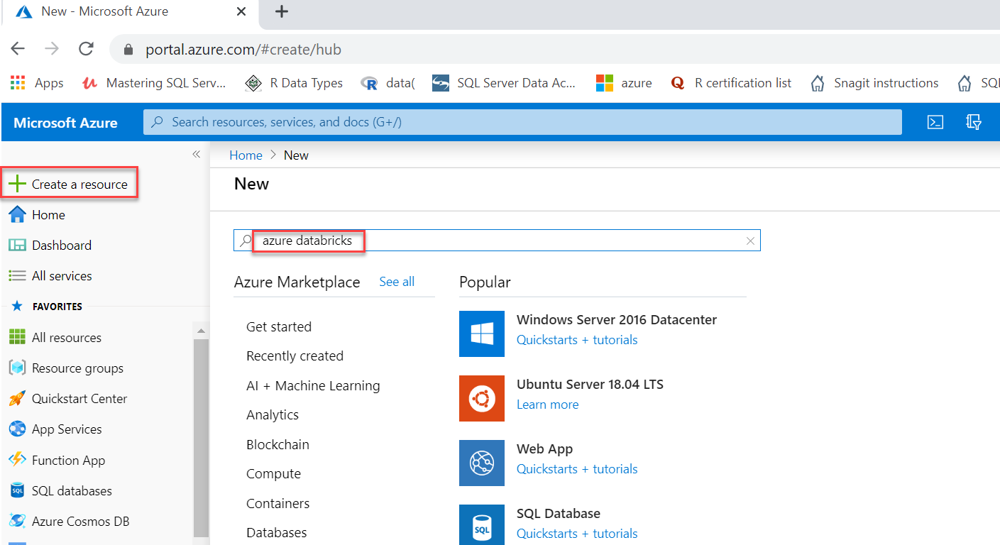 New - Microsoft Azure
portal.azure.com/#create/hub
Apps Mastering SQL Serv... R Data Types data( SQL Server Data Ac... azure R certification list Snagit instructions SQL
Microsoft Azure Search resources, services, and docs (G+/)
Home > New
New
Create a resource
Home
Dashboard
All services
FAVORITES
All resources
Resource groups
Quickstart Center
App Services
Function App
SQL databases
Azure Cosmos DB
azure databricks
Azure Marketplace See all
Get started
Recently created
AI + Machine Learning
Analytics
Blockchain
Compute
Containers
Databases
Popular
Windows Server 2016 Datacenter
Quickstarts + tutorials
Ubuntu Server 18.04 LTS
Learn more
Web App
Quickstarts + tutorials
SQL
SQL Database
Quickstarts + tutorials